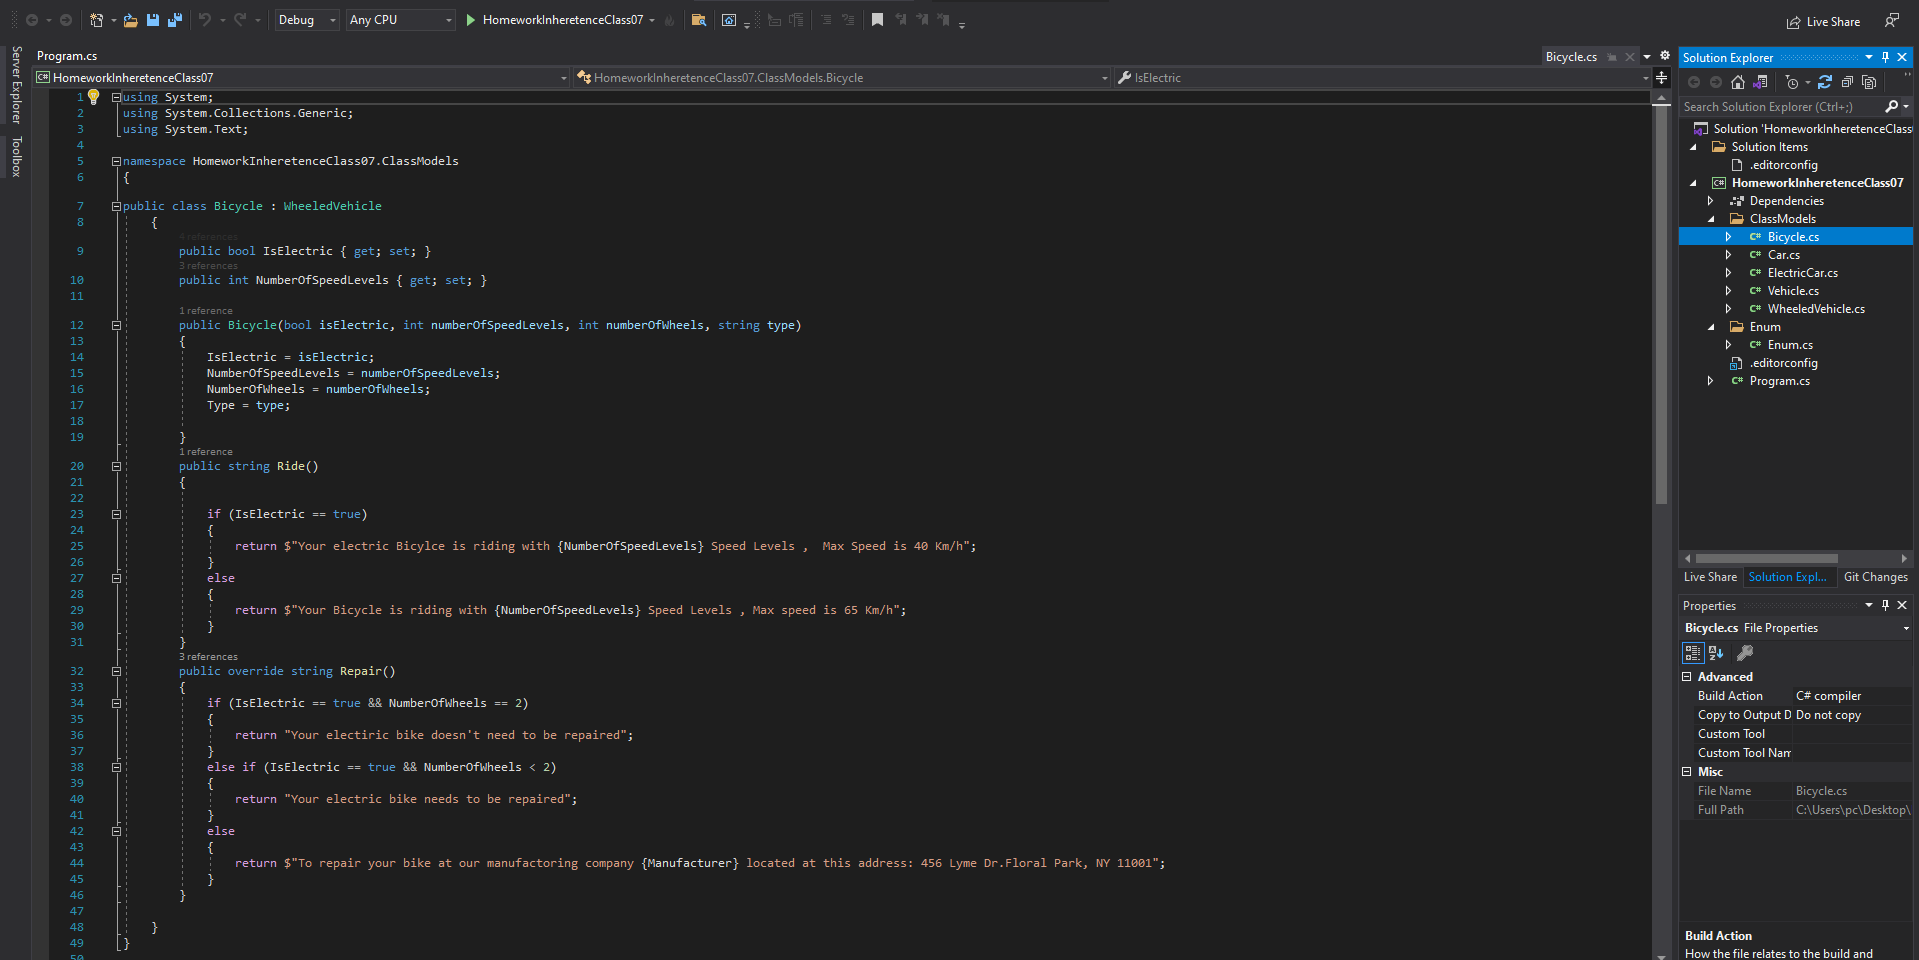 Debug
Any CPU
HomeworkInheretenceClass07
Live Share
Server Explorer
Toolbox
Program.cs
Bicycle.cs
HomeworkInheretenceClass07
HomeworkInheretenceClass07.ClassModels.Bicycle
IsElectric
1 using System;
2 using System.Collections.Generic;
3 using System.Text;
4
5 namespace HomeworkInheretenceClass07.ClassModels
6 {
7 public class Bicycle : WheeledVehicle
8 {
4 references
9 public bool IsElectric { get; set; }
3 references
10 public int NumberOfSpeedLevels { get; set; }
11
1 reference
12 public Bicycle(bool isElectric, int numberOfSpeedLevels, int numberOfWheels, string type)
13 {
14 IsElectric = isElectric;
15 NumberOfSpeedLevels = numberOfSpeedLevels;
16 NumberOfWheels = numberOfWheels;
17 Type = type;
18
19 }
1 reference
20 public string Ride()
21 {
22
23 if (IsElectric == true)
24 {
25 return $"Your electric Bicylce is riding with {NumberOfSpeedLevels} Speed Levels ,  Max Speed is 40 Km/h";
26 }
27 else
28 {
29 return $"Your Bicycle is riding with {NumberOfSpeedLevels} Speed Levels , Max speed is 65 Km/h";
30 }
31 }
3 references
32 public override string Repair()
33 {
34 if (IsElectric == true && NumberOfWheels == 2)
35 {
36 return "Your electiric bike doesn't need to be repaired";
37 }
38 else if (IsElectric == true && NumberOfWheels < 2)
39 {
40 return "Your electric bike needs to be repaired";
41 }
42 else
43 {
44 return $"To repair your bike at our manufactoring company {Manufacturer} located at this address: 456 Lyme Dr.Floral Park, NY 11001";
45 }
46 }
47
48 }
49 }
50
Solution Explorer
Search Solution Explorer (Ctrl+;)
Solution 'HomeworkInheretenceClass
Solution Items
.editorconfig
C# HomeworkInheretenceClass07
Dependencies
ClassModels
C# Bicycle.cs
C# Car.cs
C# ElectricCar.cs
C# Vehicle.cs
C# WheeledVehicle.cs
Enum
C# Enum.cs
.editorconfig
C# Program.cs
Live Share
Solution Expl...
Git Changes
Properties
Bicycle.cs File Properties
Advanced
Build Action C# compiler
Copy to Output D Do not copy
Custom Tool
Custom Tool Nam
Misc
File Name Bicycle.cs
Full Path C:\Users\pc\Desktop\
Build Action
How the file relates to the build and